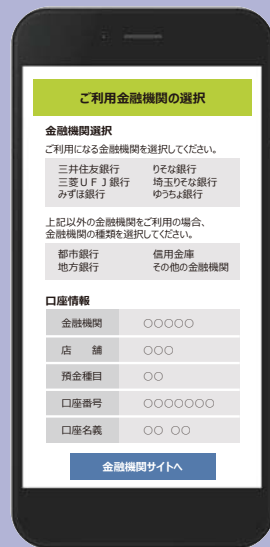 ご利用金融機関の選択
金融機関選択
ご利用になる金融機関を選択してください。
三井住友銀行 りそな銀行
三菱UFJ銀行 埼玉りそな銀行
みずほ銀行 ゆうちょ銀行
上記以外の金融機関をご利用の場合、
金融機関の種類を選択してください。
都市銀行 信用金庫
地方銀行 その他の金融機関
口座情報
金融機関 ○○○○○
店　舗 ○○○
預金種目 ○○
口座番号 ○○○○○○○
口座名義 ○○ ○○
金融機関サイトへ